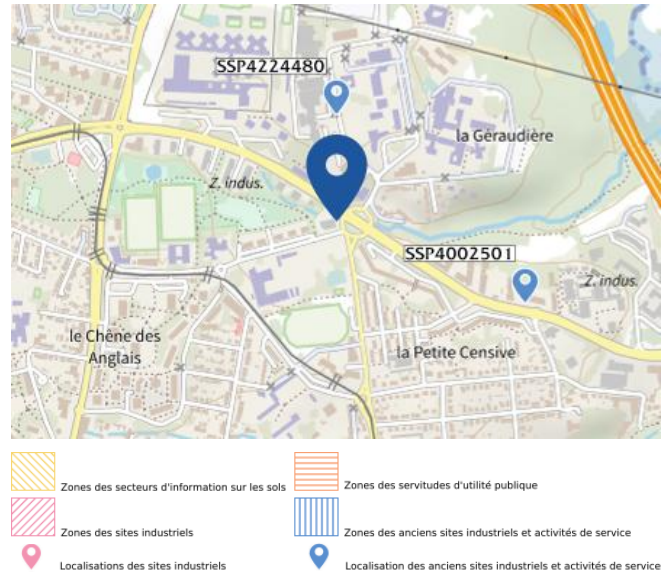 SSP4224480
la Géraudière
Z. indus.
SSP4002501
Z. indus.
le Chêne des
Anglais
la Petite Censive
Zones des secteurs d'information sur les sols
Zones des servitudes d'utilité publique
Zones des sites industriels
Zones des anciens sites industriels et activités de service
Localisations des sites industriels
Localisation des anciens sites industriels et activités de service